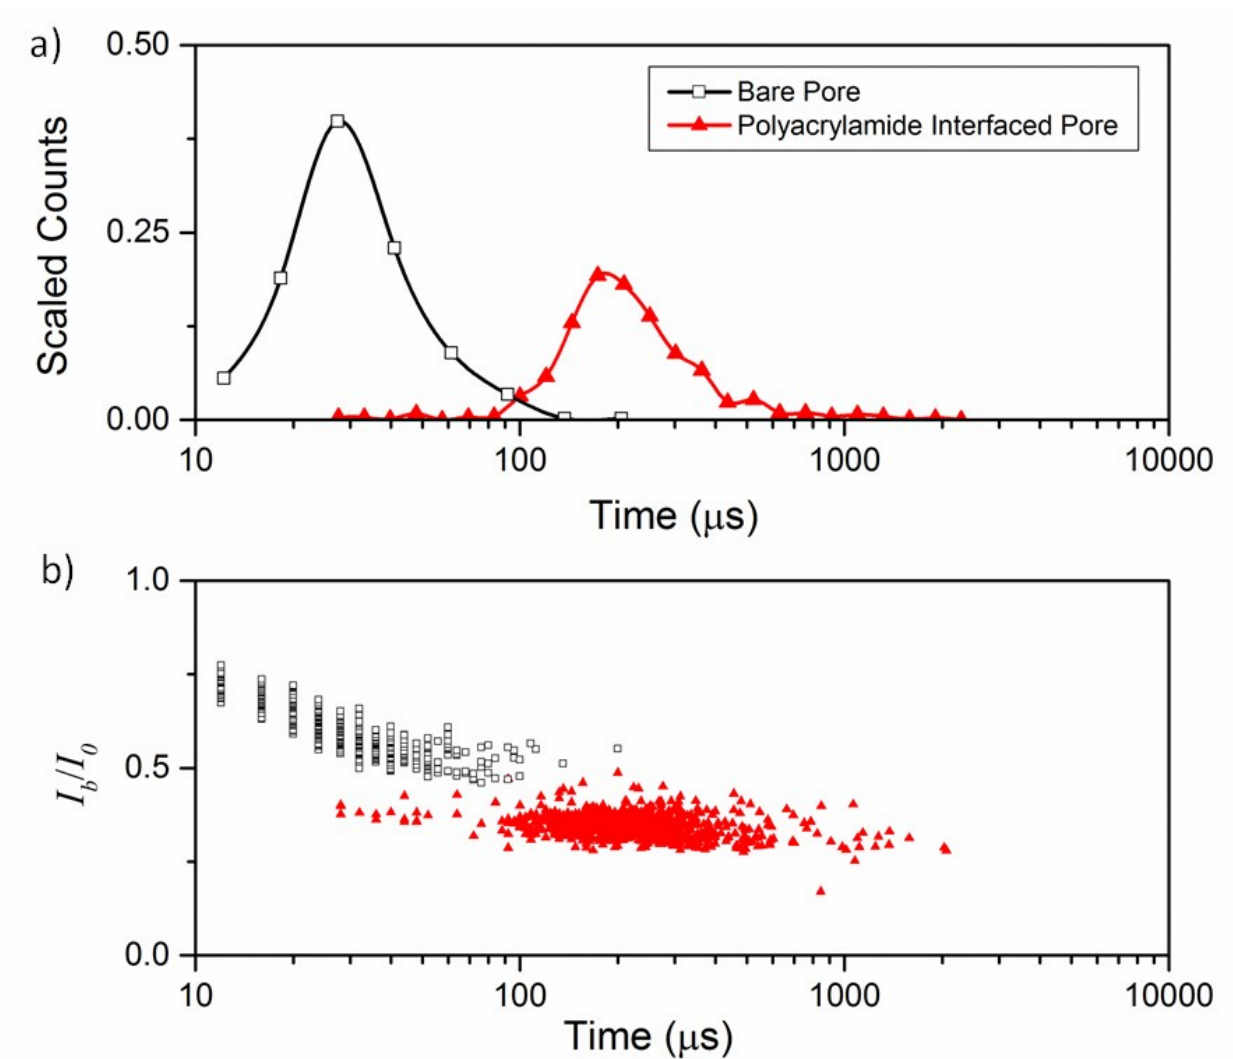 a)
0.50
0.25
0.00
Scaled Counts
Bare Pore
Polyacrylamide Interfaced Pore
10 100 1000 10000
Time (μs)
b)
1.0
0.5
0.0
I_b/I_0
10 100 1000 10000
Time (μs)